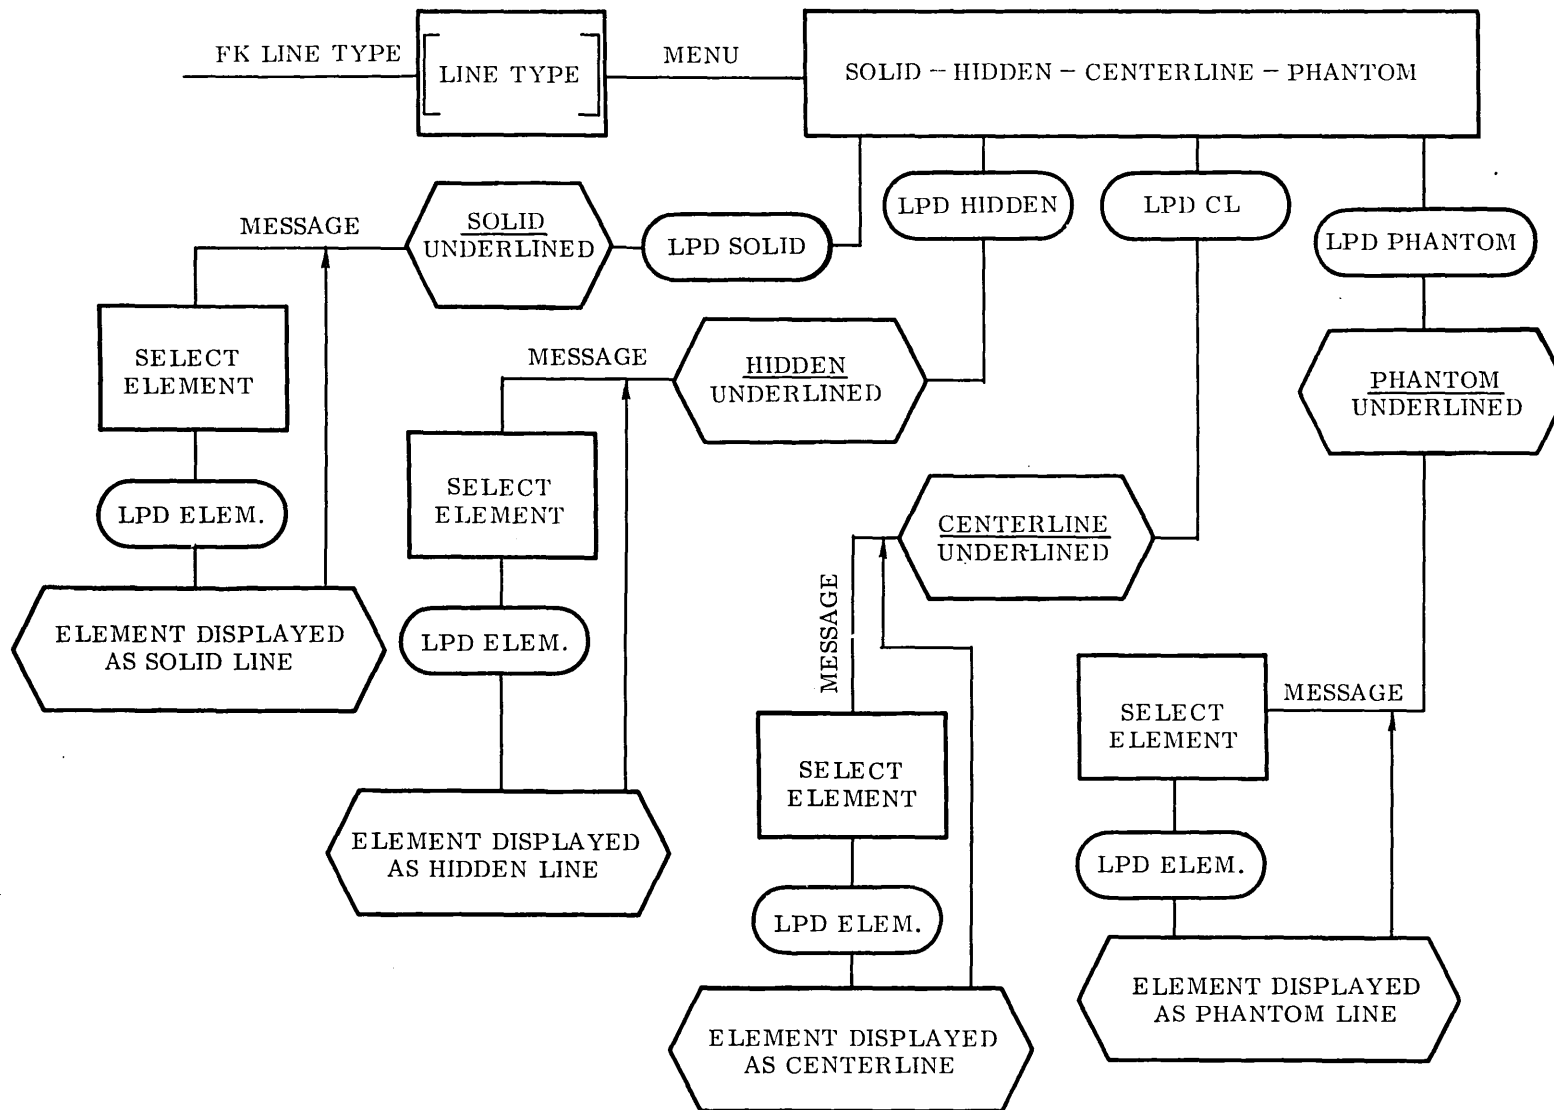 FK LINE TYPE
LINE TYPE
MENU
SOLID – HIDDEN – CENTERLINE – PHANTOM
MESSAGE
SOLID
UNDERLINED
LPD SOLID
LPD HIDDEN
LPD CL
LPD PHANTOM
SELECT
ELEMENT
LPD ELEM.
ELEMENT DISPLAYED
AS SOLID LINE
MESSAGE
HIDDEN
UNDERLINED
SELECT
ELEMENT
LPD ELEM.
ELEMENT DISPLAYED
AS HIDDEN LINE
CENTERLINE
UNDERLINED
MESSAGE
SELECT
ELEMENT
LPD ELEM.
ELEMENT DISPLAYED
AS CENTERLINE
PHANTOM
UNDERLINED
MESSAGE
SELECT
ELEMENT
LPD ELEM.
ELEMENT DISPLAYED
AS PHANTOM LINE